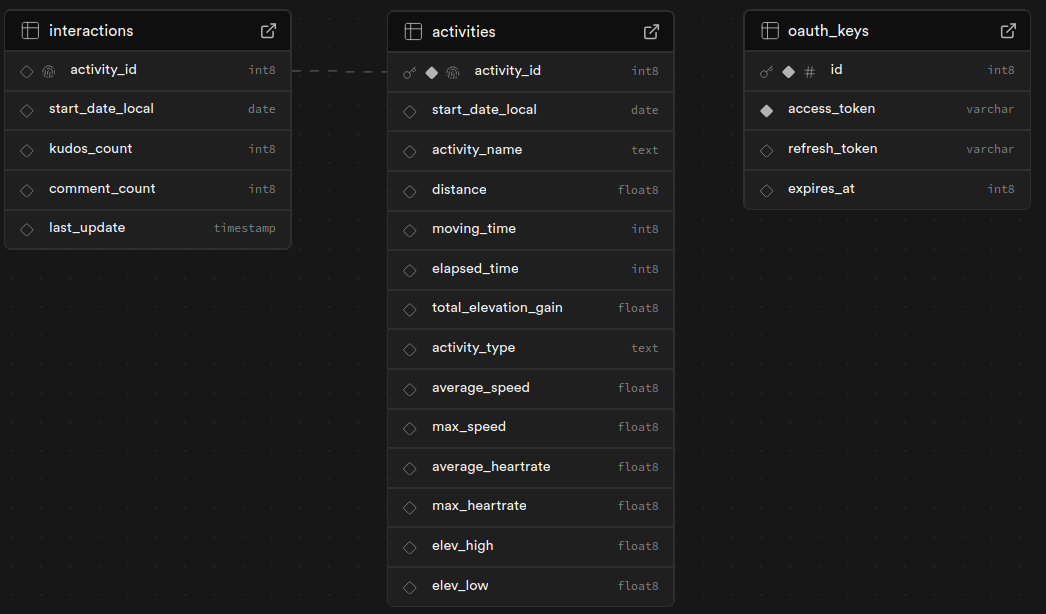 interactions
activity_id int8
start_date_local date
kudos_count int8
comment_count int8
last_update timestamp
activities
activity_id int8
start_date_local date
activity_name text
distance float8
moving_time int8
elapsed_time int8
total_elevation_gain float8
activity_type text
average_speed float8
max_speed float8
average_heartrate float8
max_heartrate float8
elev_high float8
elev_low float8
oauth_keys
# id int8
access_token varchar
refresh_token varchar
expires_at int8